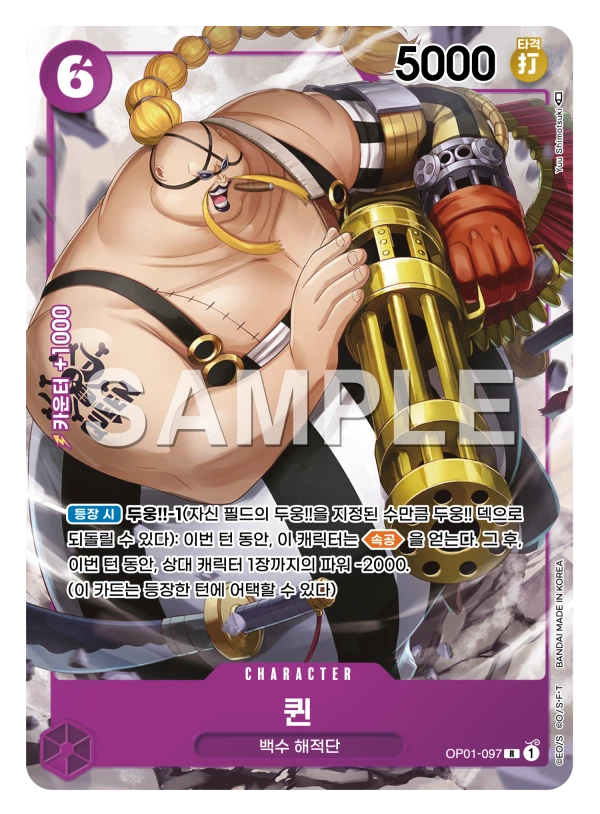 6
5000
타격
打
Yuu Shimotsuki
카운터 +1000
SAMPLE
등장 시 두웅!!-1(자신 필드의 두웅!!을 지정된 수만큼 두웅!! 덱으로
되돌릴 수 있다): 이번 턴 동안, 이 캐릭터는 속공 을 얻는다. 그 후,
이번 턴 동안, 상대 캐릭터 1장까지의 파워 -2000.
(이 카드는 등장한 턴에 어택할 수 있다)
CHARACTER
퀸
백수 해적단
OP01-097 R 1
©EO/S ©O/S·F·T BANDAI MADE IN KOREA